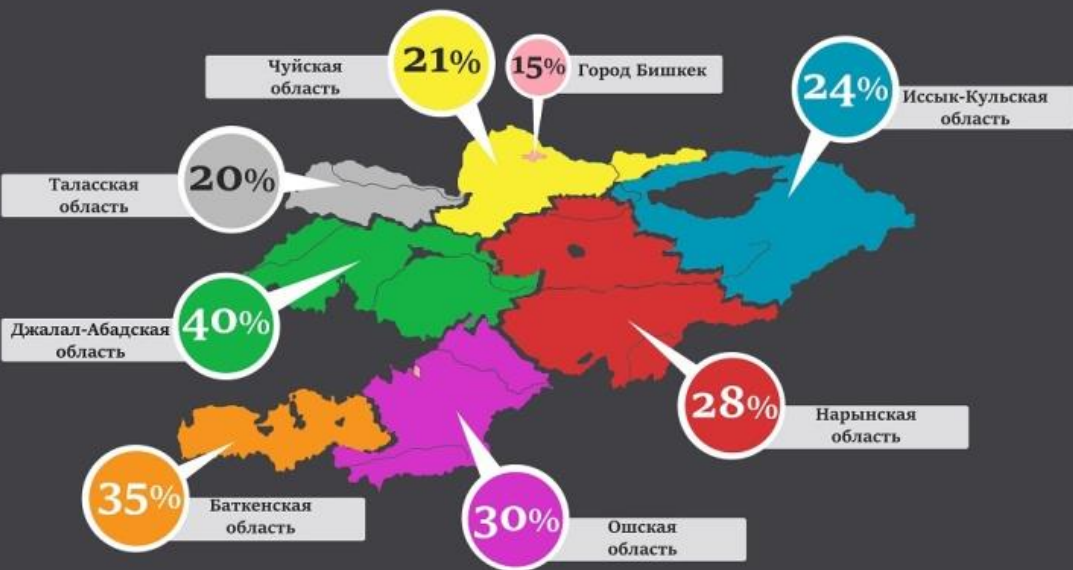 Чуйская
область
21%
15%
Город Бишкек
24%
Иссык-Кульская
область
Таласская
область
20%
Джалал-Абадская
область
40%
28%
Нарынская
область
35%
Баткенская
область
30%
Ошская
область